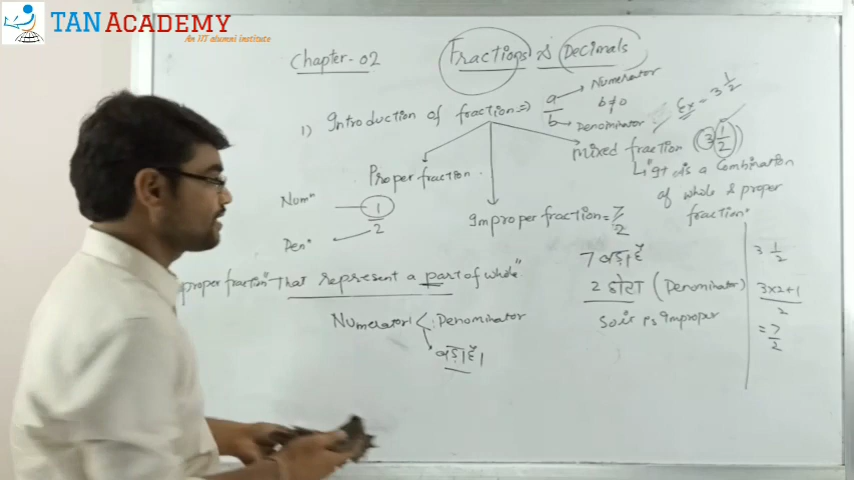 TAN ACADEMY
An IIT alumni institute
Chapter-02
Fractions & Decimals
1) Introduction of fraction ⇒ a/b
Numerator
b≠0
Denominator
Ex - 3 1/2
Proper fraction
Improper fraction = 7/2
Mixed fraction (3 1/2)
It is a combination
of whole & proper
fraction.
Num"
1/2
Den"
proper fraction "That represent a part of whole"
Numerator < Denominator
बड़ा है।
7 बड़ा है
2 छोटा (Denominator)
So it is Improper
3 1/2
3×2+1
2
= 7/2